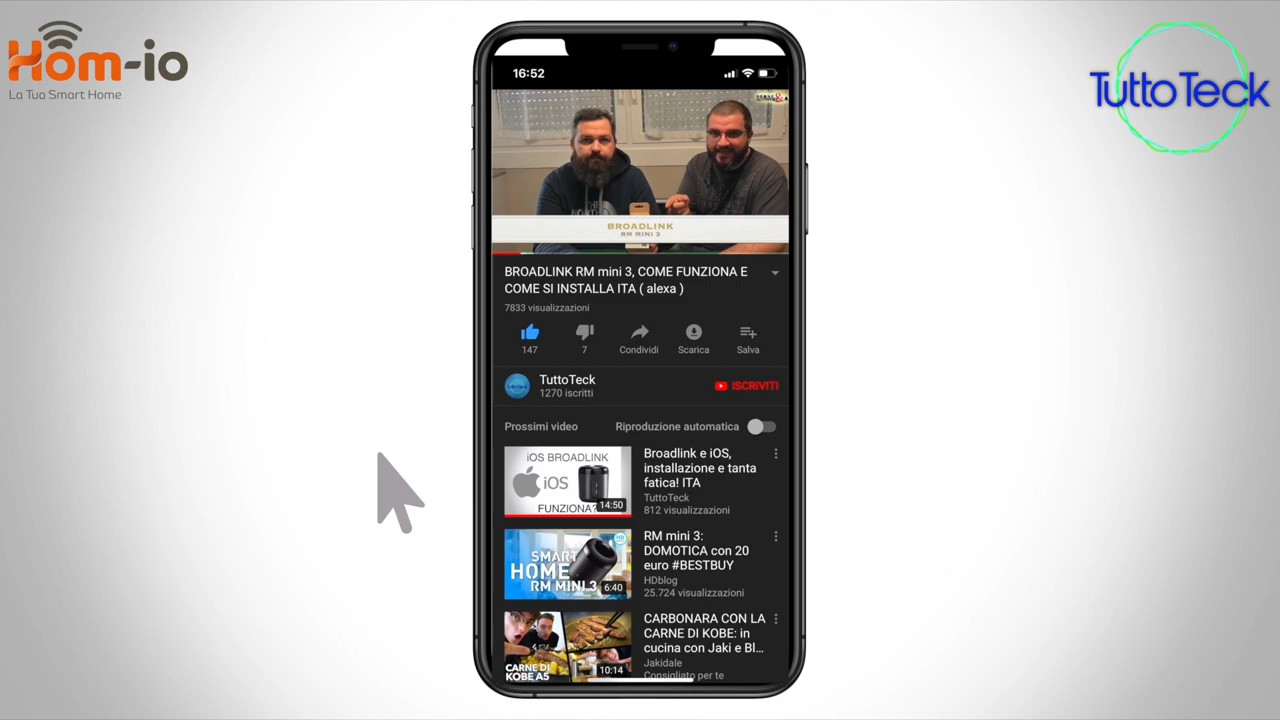 Hom-io
La Tua Smart Home
TuttoTeck
16:52
BROADLINK
RM MINI 3
BROADLINK RM mini 3, COME FUNZIONA E
COME SI INSTALLA ITA ( alexa )
7833 visualizzazioni
147
7
Condividi
Scarica
Salva
TuttoTeck
1270 iscritti
ISCRIVITI
Prossimi video
Riproduzione automatica
iOS BROADLINK
iOS
FUNZIONA?
14:50
Broadlink e iOS,
installazione e tanta
fatica! ITA
TuttoTeck
812 visualizzazioni
SMART
HOME
RM MINI 3
HD
6:40
RM mini 3:
DOMOTICA con 20
euro #BESTBUY
HDblog
25.724 visualizzazioni
CARNE DI
KOBE A5
10:14
CARBONARA CON LA
CARNE DI KOBE: in
cucina con Jaki e Bl...
Jakidale
Consigliato per te